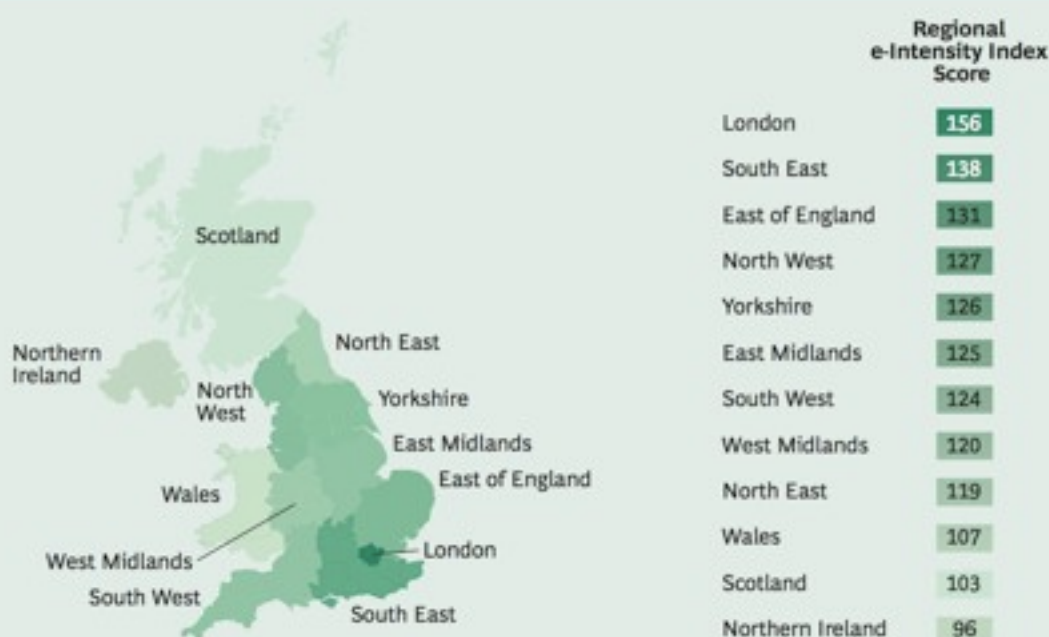 Regional
e-Intensity Index
Score
London 156
South East 138
East of England 131
North West 127
Yorkshire 126
East Midlands 125
South West 124
West Midlands 120
North East 119
Wales 107
Scotland 103
Northern Ireland 96
Scotland
North East
Northern
Ireland
North
West
Yorkshire
East Midlands
East of England
Wales
London
West Midlands
South West
South East